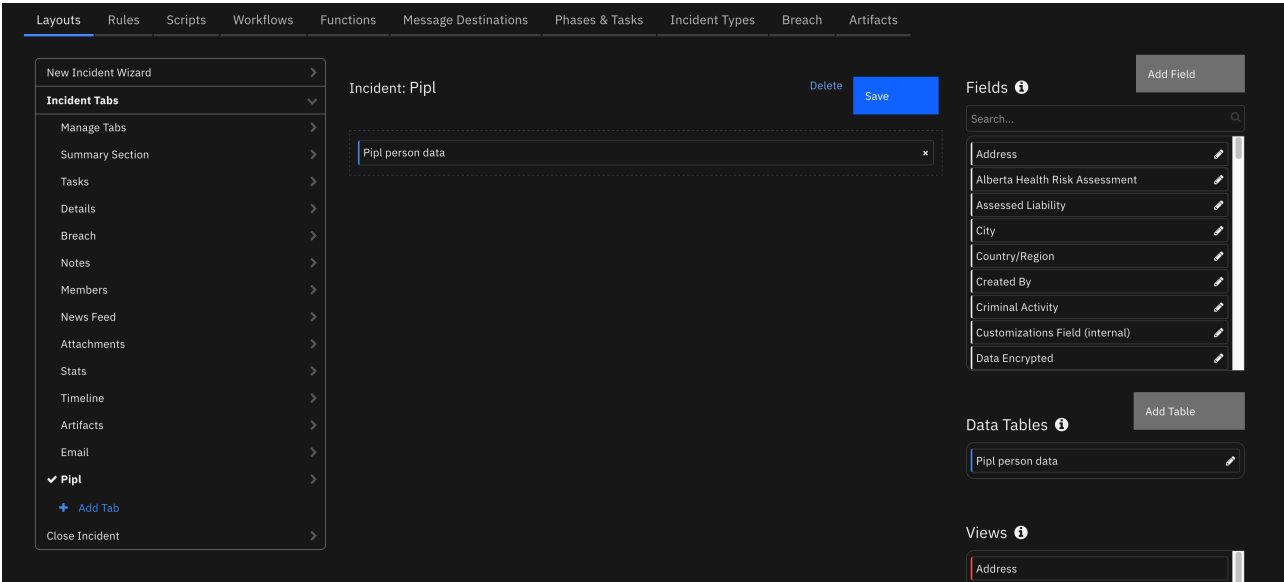 Layouts Rules Scripts Workflows Functions Message Destinations Phases & Tasks Incident Types Breach Artifacts
New Incident Wizard
Incident Tabs
Manage Tabs
Summary Section
Tasks
Details
Breach
Notes
Members
News Feed
Attachments
Stats
Timeline
Artifacts
Email
Pipl
Add Tab
Close Incident
Incident: Pipl
Delete
Save
Pipl person data
Fields
Add Field
Search...
Address
Alberta Health Risk Assessment
Assessed Liability
City
Country/Region
Created By
Criminal Activity
Customizations Field (internal)
Data Encrypted
Data Tables
Add Table
Pipl person data
Views
Address